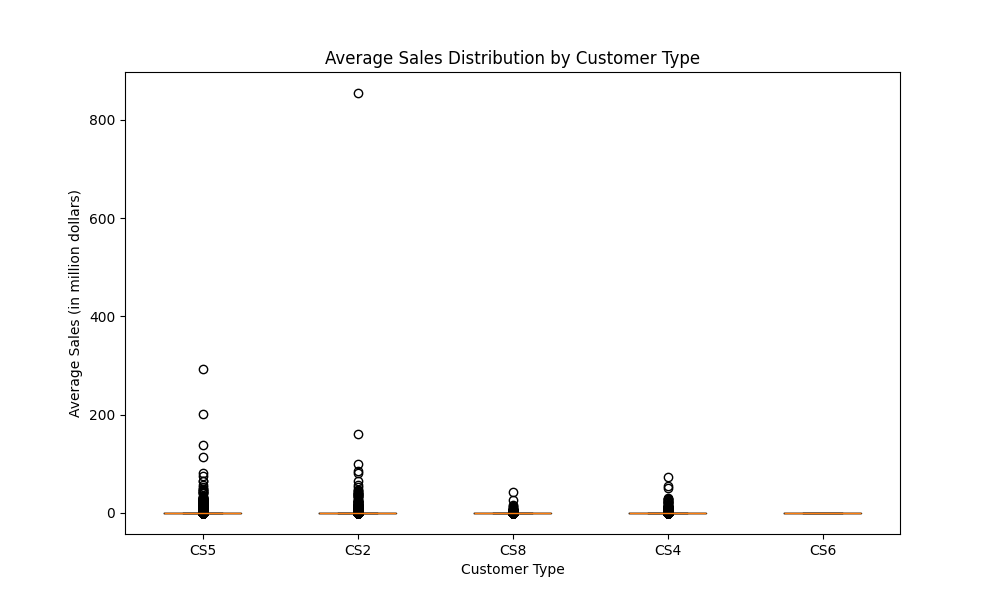 Average Sales Distribution by Customer Type
Average Sales (in million dollars)
800
600
400
200
0
CS5 CS2 CS8 CS4 CS6
Customer Type